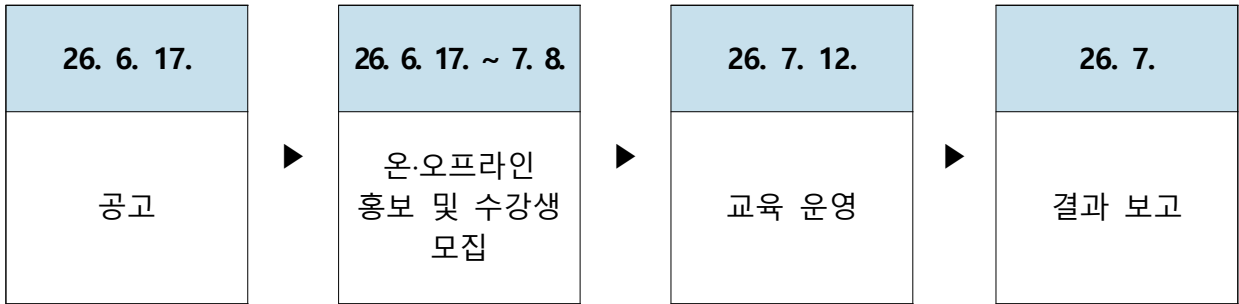 26. 6. 17.
공고
▶
26. 6. 17. ~ 7. 8.
온·오프라인
홍보 및 수강생
모집
▶
26. 7. 12.
교육 운영
▶
26. 7.
결과 보고